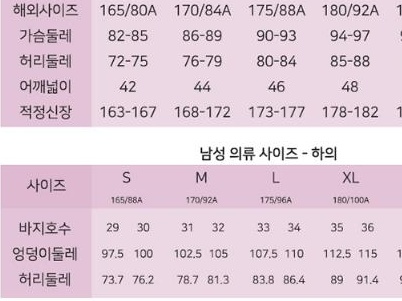 해외사이즈 165/80A 170/84A 175/88A 180/92A
가슴둘레 82-85 86-89 90-93 94-97
허리둘레 72-75 76-79 80-84 85-88
어깨넓이 42 44 46 48
적정신장 163-167 168-172 173-177 178-182
남성 의류 사이즈 - 하의
사이즈 S M L XL
165/88A 170/92A 175/96A 180/100A
바지호수 29 30 31 32 33 34 35 36
엉덩이둘레 97.5 100 102.5 105 107.5 110 112.5 115
허리둘레 73.7 76.2 78.7 81.3 83.8 86.4 89 91.4